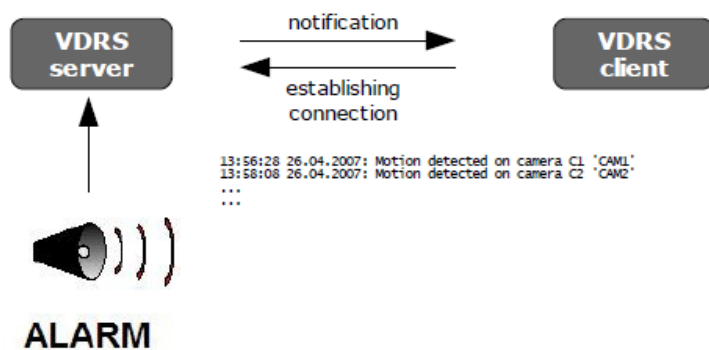 VDRS
server
notification
VDRS
client
establishing
connection
13:56:28 26.04.2007: Motion detected on camera C1 'CAM1'
13:58:08 26.04.2007: Motion detected on camera C2 'CAM2'
...
...
ALARM